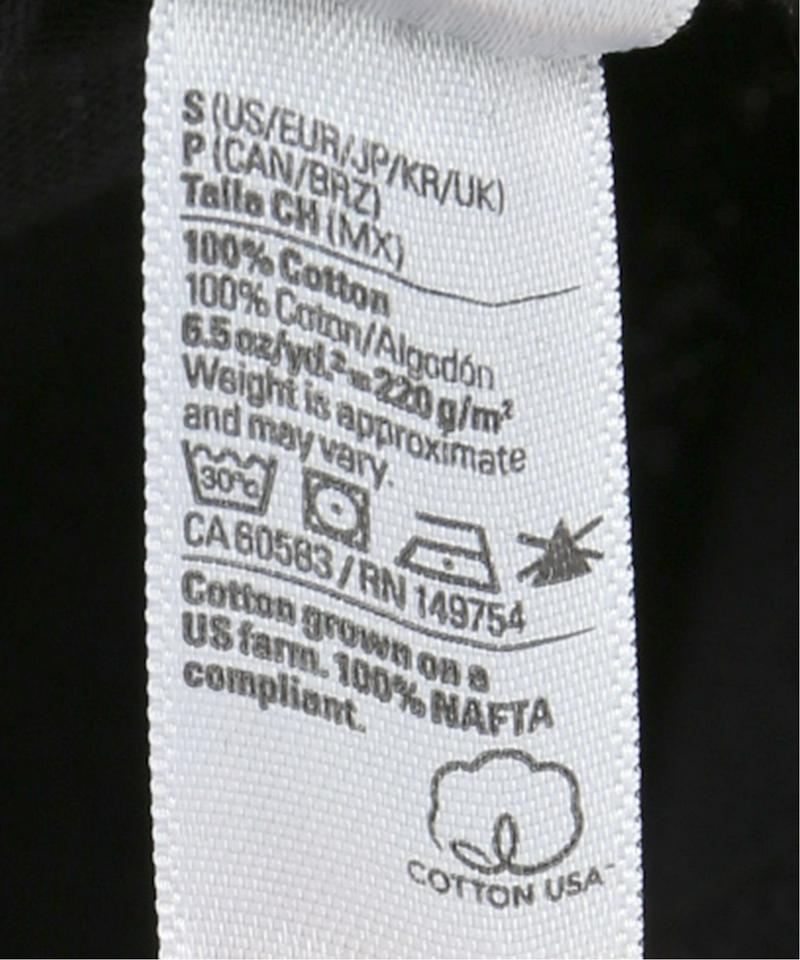 S (US/EUR/JP/KR/UK)
P (CAN/BRZ)
Talla CH (MX)
100% Cotton
100% Coton/Algodón
6.5 oz/yd.² = 220 g/m²
Weight is approximate
and may vary.
30°c
CA 60563 / RN 149754
Cotton grown on a
US farm. 100% NAFTA
compliant.
COTTON USA™